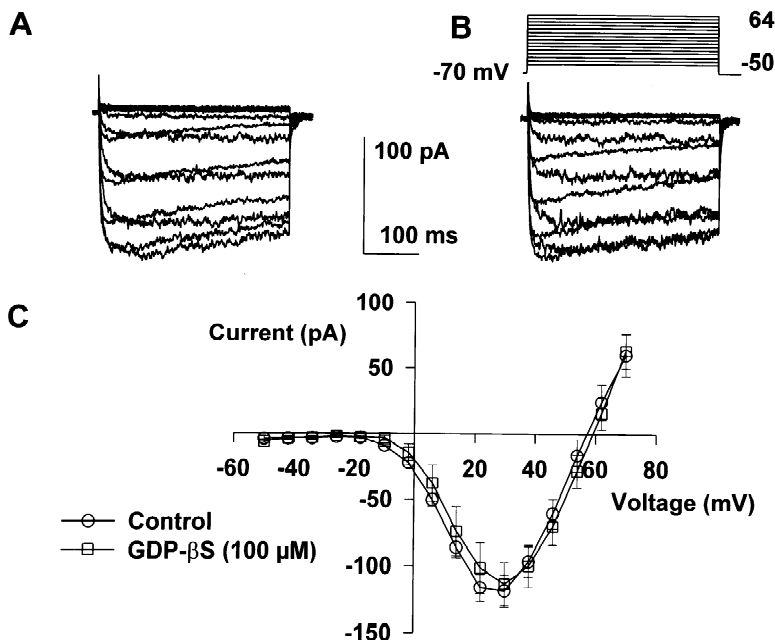 A
B
64
-50
-70 mV
100 pA
100 ms
C
100
Current (pA)
50
-60 -40 -20 20 40 60 80
Voltage (mV)
-50
Control
GDP-βS (100 µM)
-100
-150